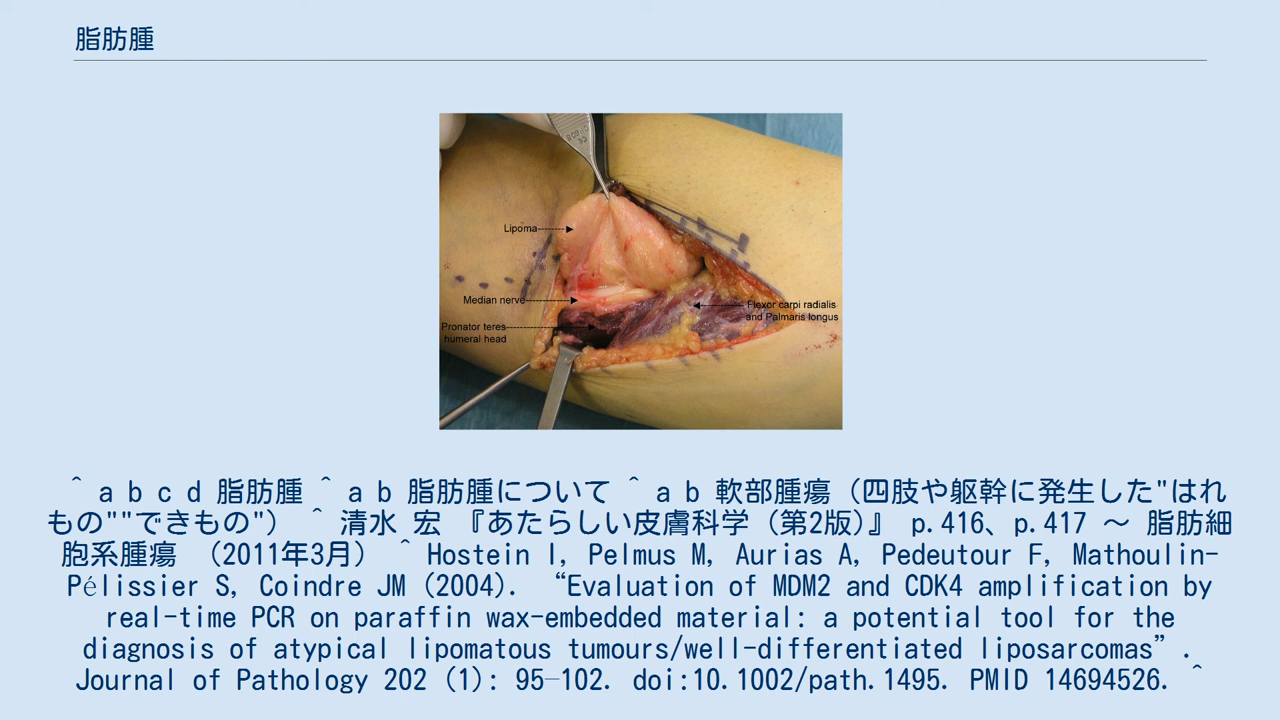 脂肪腫
Lipoma
Median nerve
Pronator teres
humeral head
Flexor carpi radialis
and Palmaris longus
^ a b c d 脂肪腫 ^ a b 脂肪腫について ^ a b 軟部腫瘍（四肢や躯幹に発生した"はれ
もの""できもの"） ^ 清水 宏 『あたらしい皮膚科学（第2版）』 p.416、p.417 〜 脂肪細
胞系腫瘍 （2011年3月） ^ Hostein I, Pelmus M, Aurias A, Pedeutour F, Mathoulin-
Pélissier S, Coindre JM (2004). “Evaluation of MDM2 and CDK4 amplification by
real-time PCR on paraffin wax-embedded material: a potential tool for the
diagnosis of atypical lipomatous tumours/well-differentiated liposarcomas”.
Journal of Pathology 202 (1): 95–102. doi:10.1002/path.1495. PMID 14694526. ^